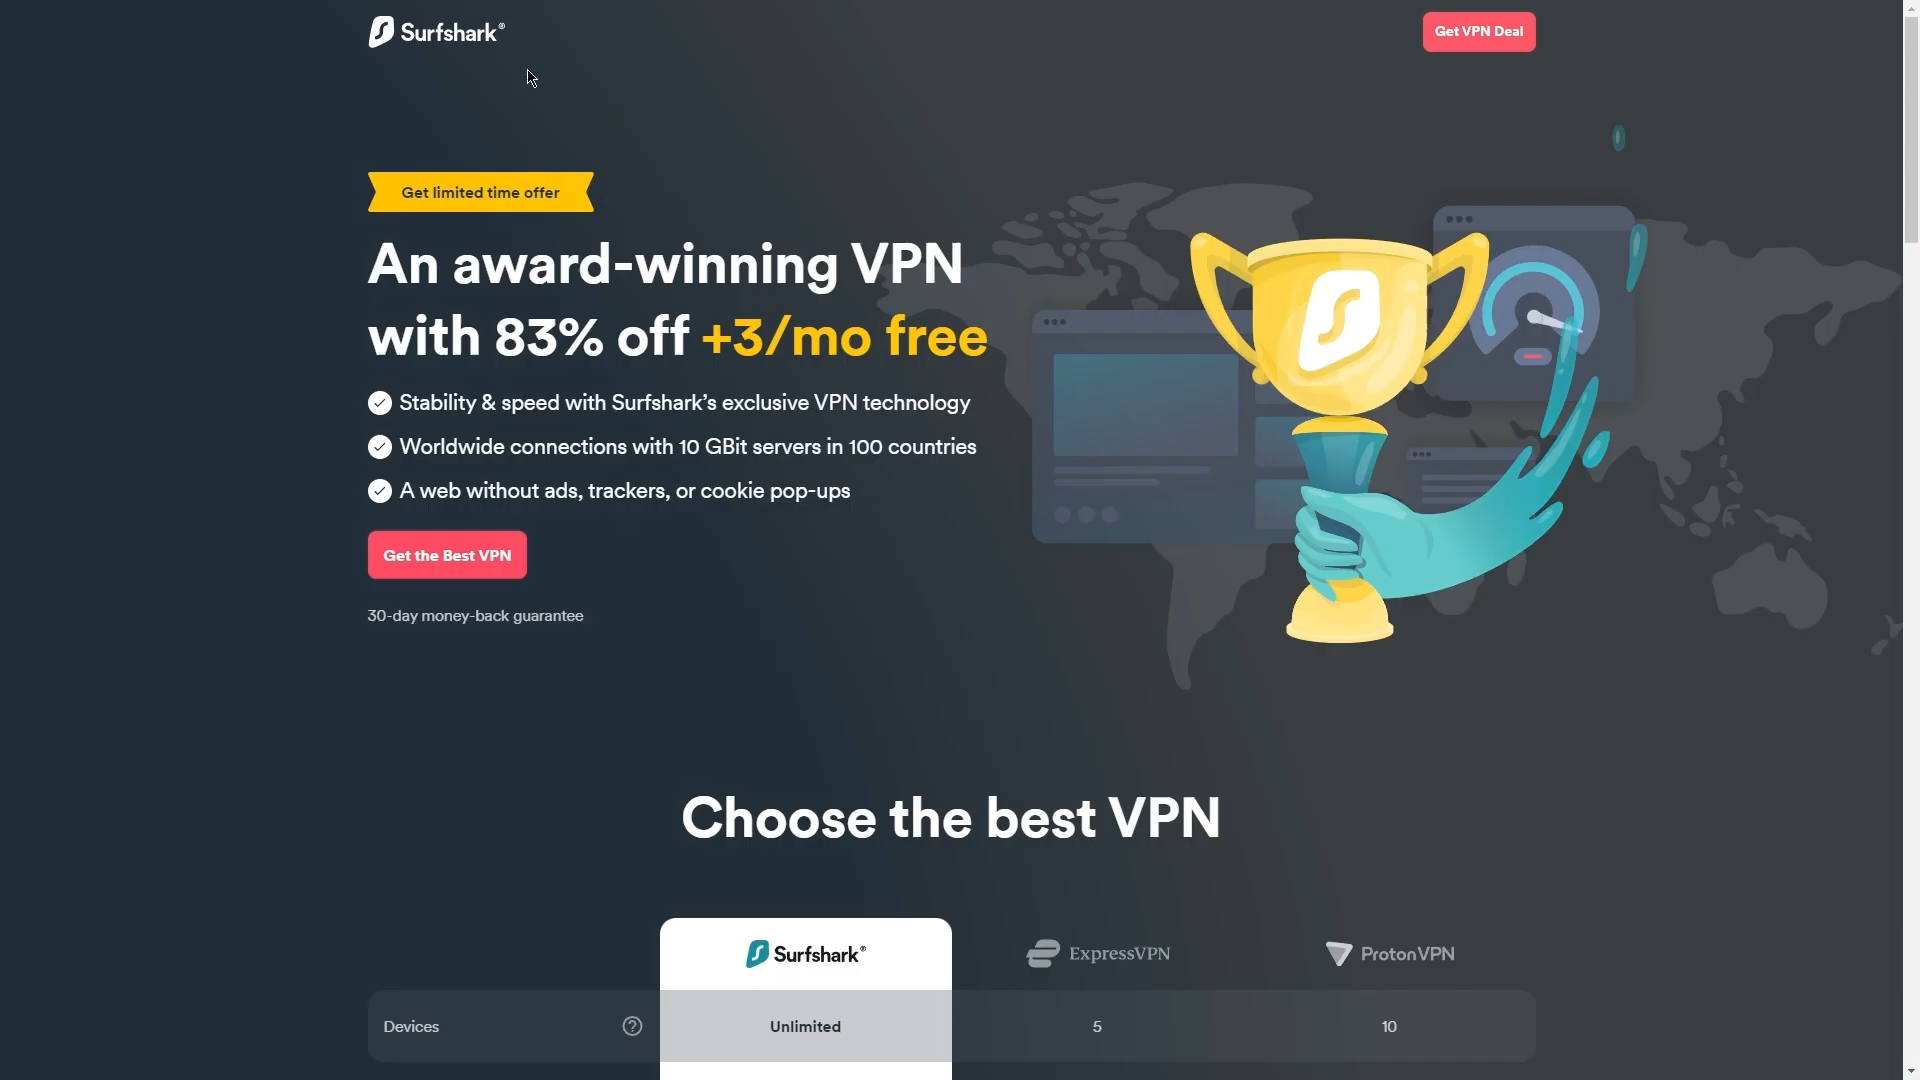 Surfshark®
Get VPN Deal
Get limited time offer
An award-winning VPN
with 83% off +3/mo free
Stability & speed with Surfshark’s exclusive VPN technology
Worldwide connections with 10 GBit servers in 100 countries
A web without ads, trackers, or cookie pop-ups
Get the Best VPN
30-day money-back guarantee
Choose the best VPN
Surfshark® ExpressVPN ProtonVPN
Devices ? Unlimited 5 10